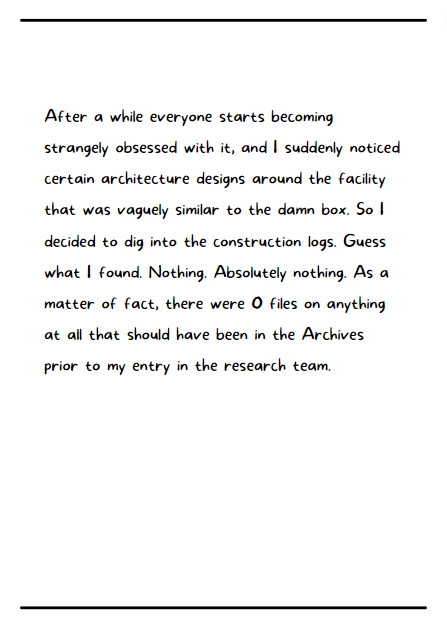 After a while everyone starts becoming
strangely obsessed with it, and I suddenly noticed
certain architecture designs around the facility
that was vaguely similar to the damn box. So I
decided to dig into the construction logs. Guess
what I found. Nothing. Absolutely nothing. As a
matter of fact, there were 0 files on anything
at all that should have been in the Archives
prior to my entry in the research team.